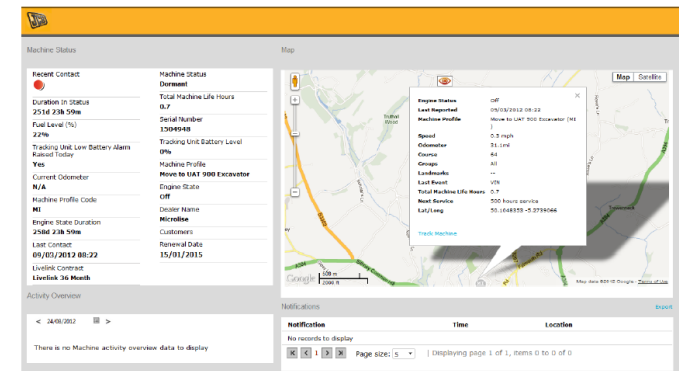 JCB
Machine Status
Recent Contact
Duration In Status
251d 23h 59m
Fuel Level (%)
22%
Tracking Unit Low Battery Alarm
Raised Today
Yes
Current Odometer
N/A
Machine Profile Code
MI
Engine State Duration
258d 23h 59m
Last Contact
09/03/2012 08:22
Livelink Contract
Livelink 36 Month
Machine Status
Dormant
Total Machine Life Hours
0.7
Serial Number
1504948
Tracking Unit Battery Level
0%
Machine Profile
Move to UAT 900 Excavator
Engine State
Off
Dealer Name
Microlise
Customers
Renewal Date
15/01/2015
Activity Overview
< 24/08/2012 >
There is no Machine activity overview data to display
Map
Map Satellite
Engine Status Off
Last Reported 09/03/2012 08:22
Machine Profile Move to UAT 900 Excavator (MI
)
Speed 0.5 mph
Odometer 31.1mi
Course 64
Groups All
Landmarks --
Last Event VIN
Total Machine Life Hours 0.7
Next Service 500 hours service
Lat/Long
Track Machine
Google
500 m
2000 ft
Map data ©2012 Google - Terms of Use
Notifications
Export
Notification Time Location
No records to display
K < 1 > Page size: 5 | Displaying page 1 of 1, items 0 to 0 of 0